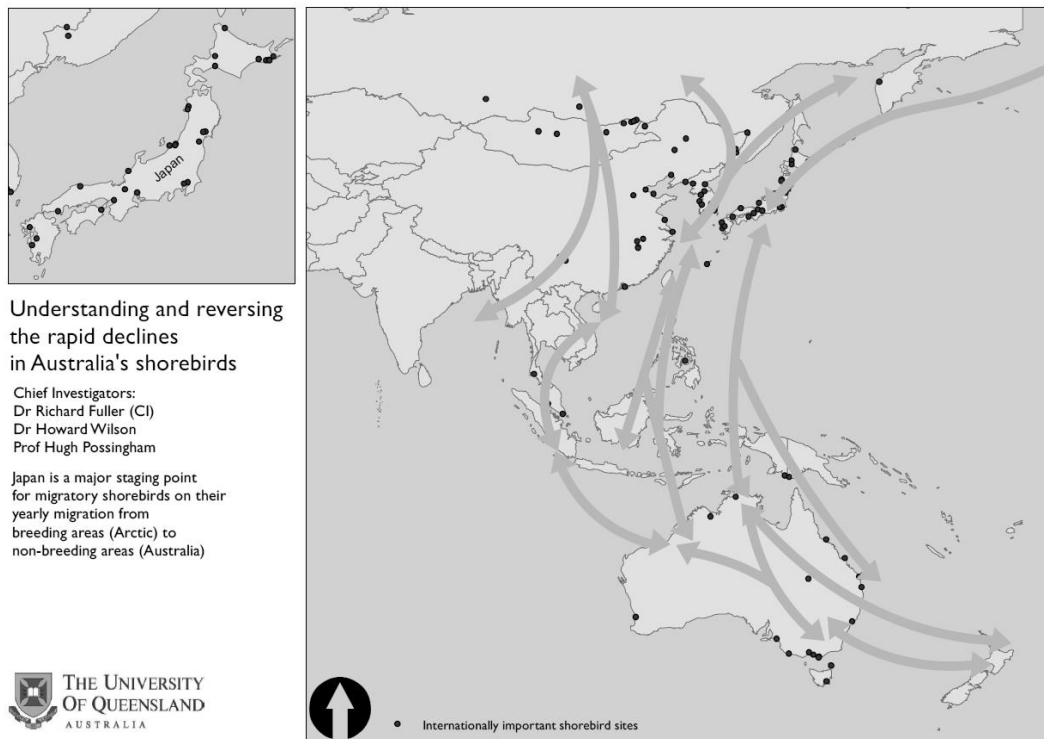 Japan
Understanding and reversing
the rapid declines
in Australia's shorebirds
Chief Investigators:
Dr Richard Fuller (CI)
Dr Howard Wilson
Prof Hugh Possingham
Japan is a major staging point
for migratory shorebirds on their
yearly migration from
breeding areas (Arctic) to
non-breeding areas (Australia)
THE UNIVERSITY
OF QUEENSLAND
AUSTRALIA
Internationally important shorebird sites